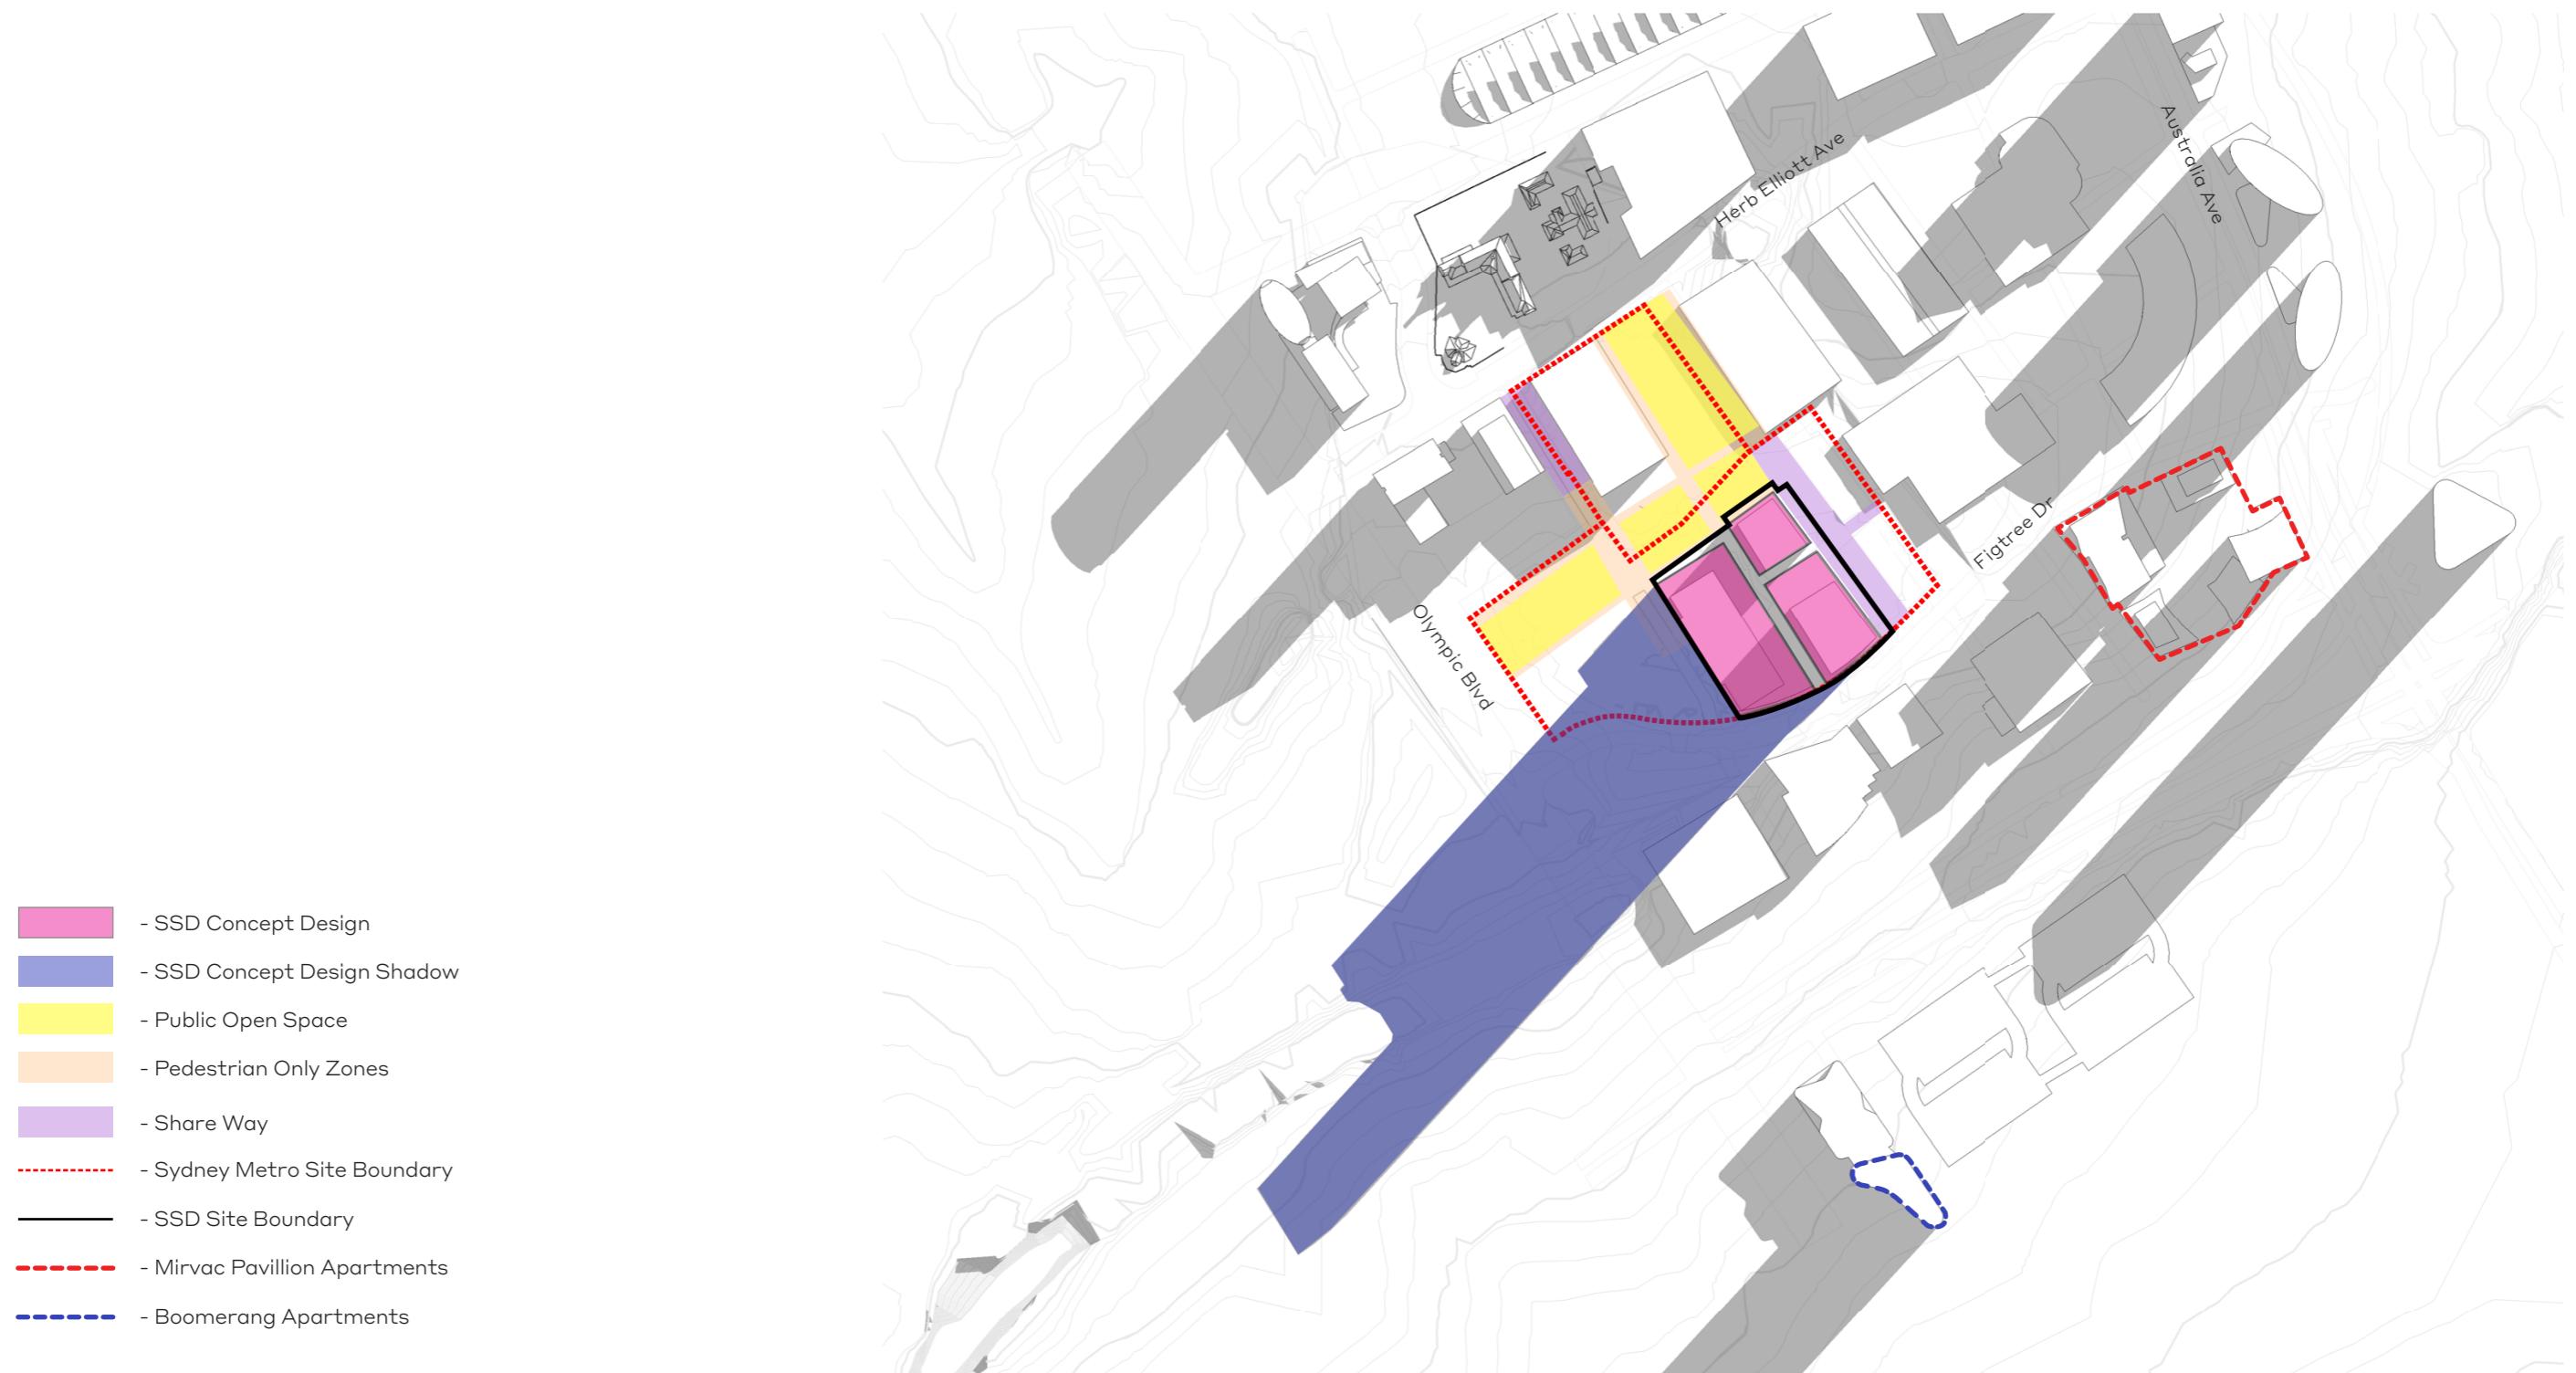 Australia Ave
Herb Elliott Ave
Figtree Dr
Olympic Blvd
- SSD Concept Design
- SSD Concept Design Shadow
- Public Open Space
- Pedestrian Only Zones
- Share Way
- Sydney Metro Site Boundary
- SSD Site Boundary
- Mirvac Pavillion Apartments
- Boomerang Apartments